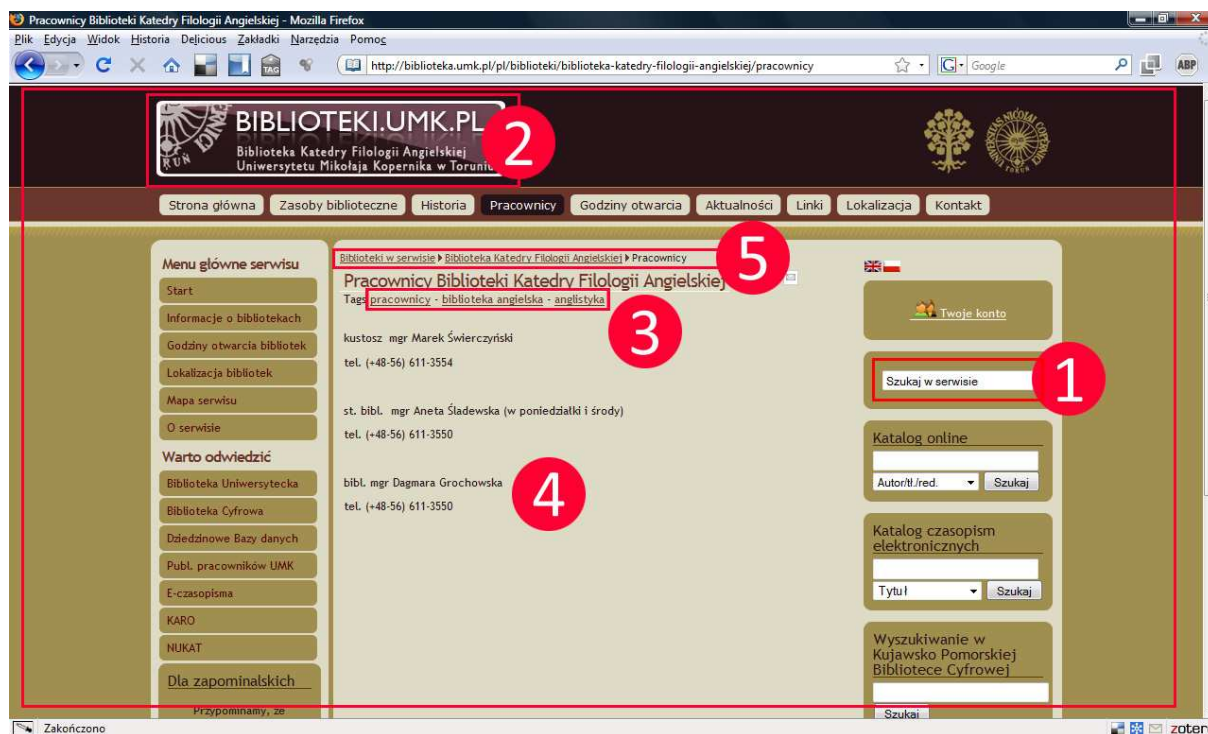 Pracownicy Biblioteki Katedry Filologii Angielskiej - Mozilla Firefox
Plik Edycja Widok Historia Delicious Zakładki Narzędzia Pomoc
TAG http://biblioteka.umk.pl/pl/biblioteki/biblioteka-katedry-filologii-angielskiej/pracownicy G Google ABP
BIBLIOTEKI.UMK.PL
Biblioteka Katedry Filologii Angielskiej
Uniwersytetu Mikołaja Kopernika w Toruniu
2
Strona główna Zasoby biblioteczne Historia Pracownicy Godziny otwarcia Aktualności Linki Lokalizacja Kontakt
Menu główne serwisu
Start
Informacje o bibliotekach
Godziny otwarcia bibliotek
Lokalizacja bibliotek
Mapa serwisu
O serwisie
Warto odwiedzić
Biblioteka Uniwersytecka
Biblioteka Cyfrowa
Dziedzinowe Bazy danych
Publ. pracowników UMK
E-czasopisma
KARO
NUKAT
Dla zapominalskich
Przypominamy, że
Biblioteki w serwisie Biblioteka Katedry Filologii Angielskiej Pracownicy
5
Pracownicy Biblioteki Katedry Filologii Angielskiej
Tags pracownicy - biblioteka angielska - anglistyka
3
kustosz mgr Marek Świerczyński
tel. (+48-56) 611-3554
st. bibl. mgr Aneta Śladewska (w poniedziałki i środy)
tel. (+48-56) 611-3550
bibl. mgr Dagmara Grochowska
tel. (+48-56) 611-3550
4
Twoje konto
Szukaj w serwisie
1
Katalog online
Autor/tł./red. Szukaj
Katalog czasopism
elektronicznych
Tytuł Szukaj
Wyszukiwanie w
Kujawsko Pomorskiej
Bibliotece Cyfrowej
Szukaj
Zakończono